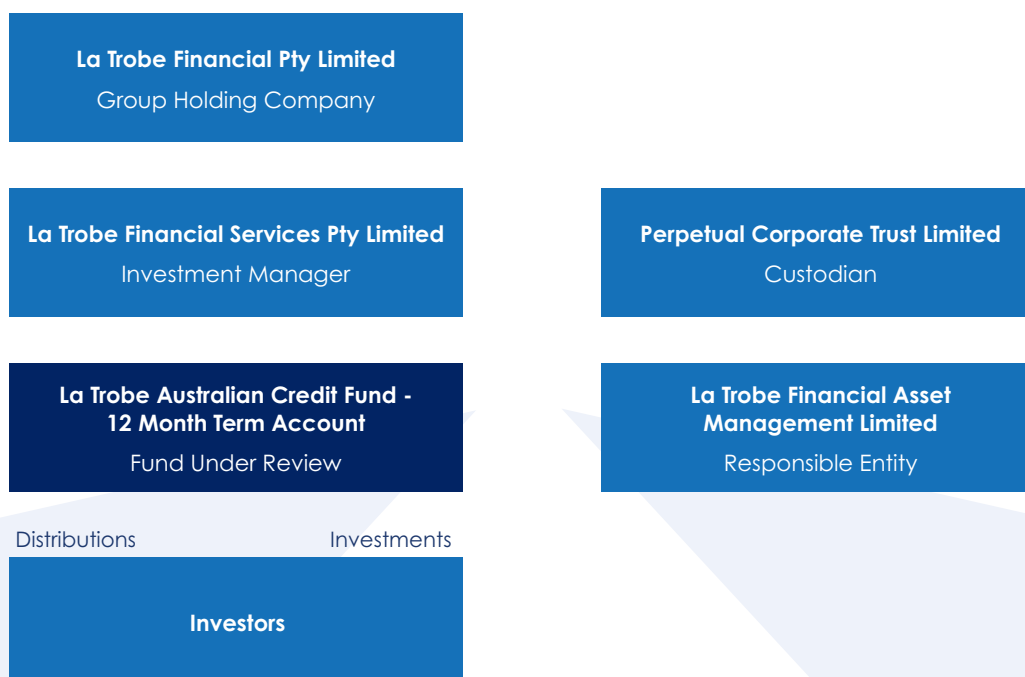 La Trobe Financial Pty Limited
Group Holding Company
La Trobe Financial Services Pty Limited
Investment Manager
Perpetual Corporate Trust Limited
Custodian
La Trobe Australian Credit Fund -
12 Month Term Account
Fund Under Review
La Trobe Financial Asset
Management Limited
Responsible Entity
Distributions
Investments
Investors